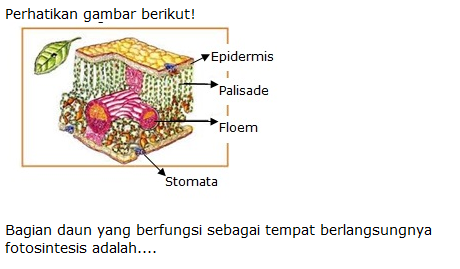 Perhatikan gambar berikut!
Epidermis
Palisade
Floem
Stomata
Bagian daun yang berfungsi sebagai tempat berlangsungnya
fotosintesis adalah....